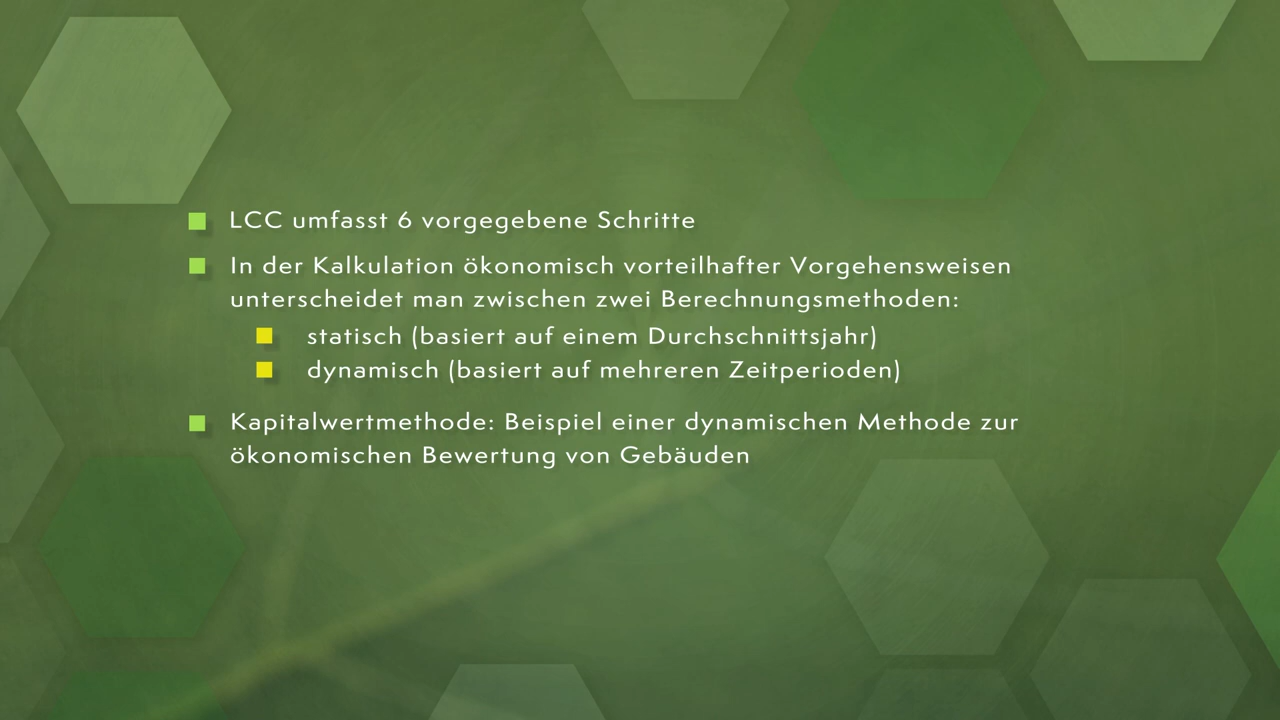 LCC umfasst 6 vorgegebene Schritte
In der Kalkulation ökonomisch vorteilhafter Vorgehensweisen
unterscheidet man zwischen zwei Berechnungsmethoden:
statisch (basiert auf einem Durchschnittsjahr)
dynamisch (basiert auf mehreren Zeitperioden)
Kapitalwertmethode: Beispiel einer dynamischen Methode zur
ökonomischen Bewertung von Gebäuden